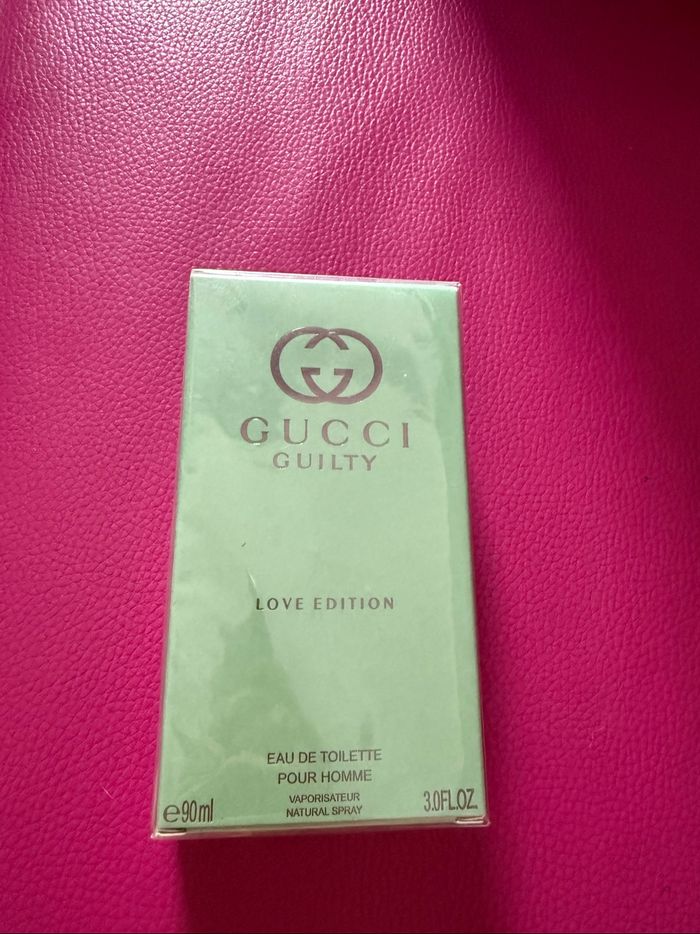 GUCCI
GUILTY
LOVE EDITION
EAU DE TOILETTE
POUR HOMME
VAPORISATEUR
NATURAL SPRAY
℮90ml
3.0FL.OZ.